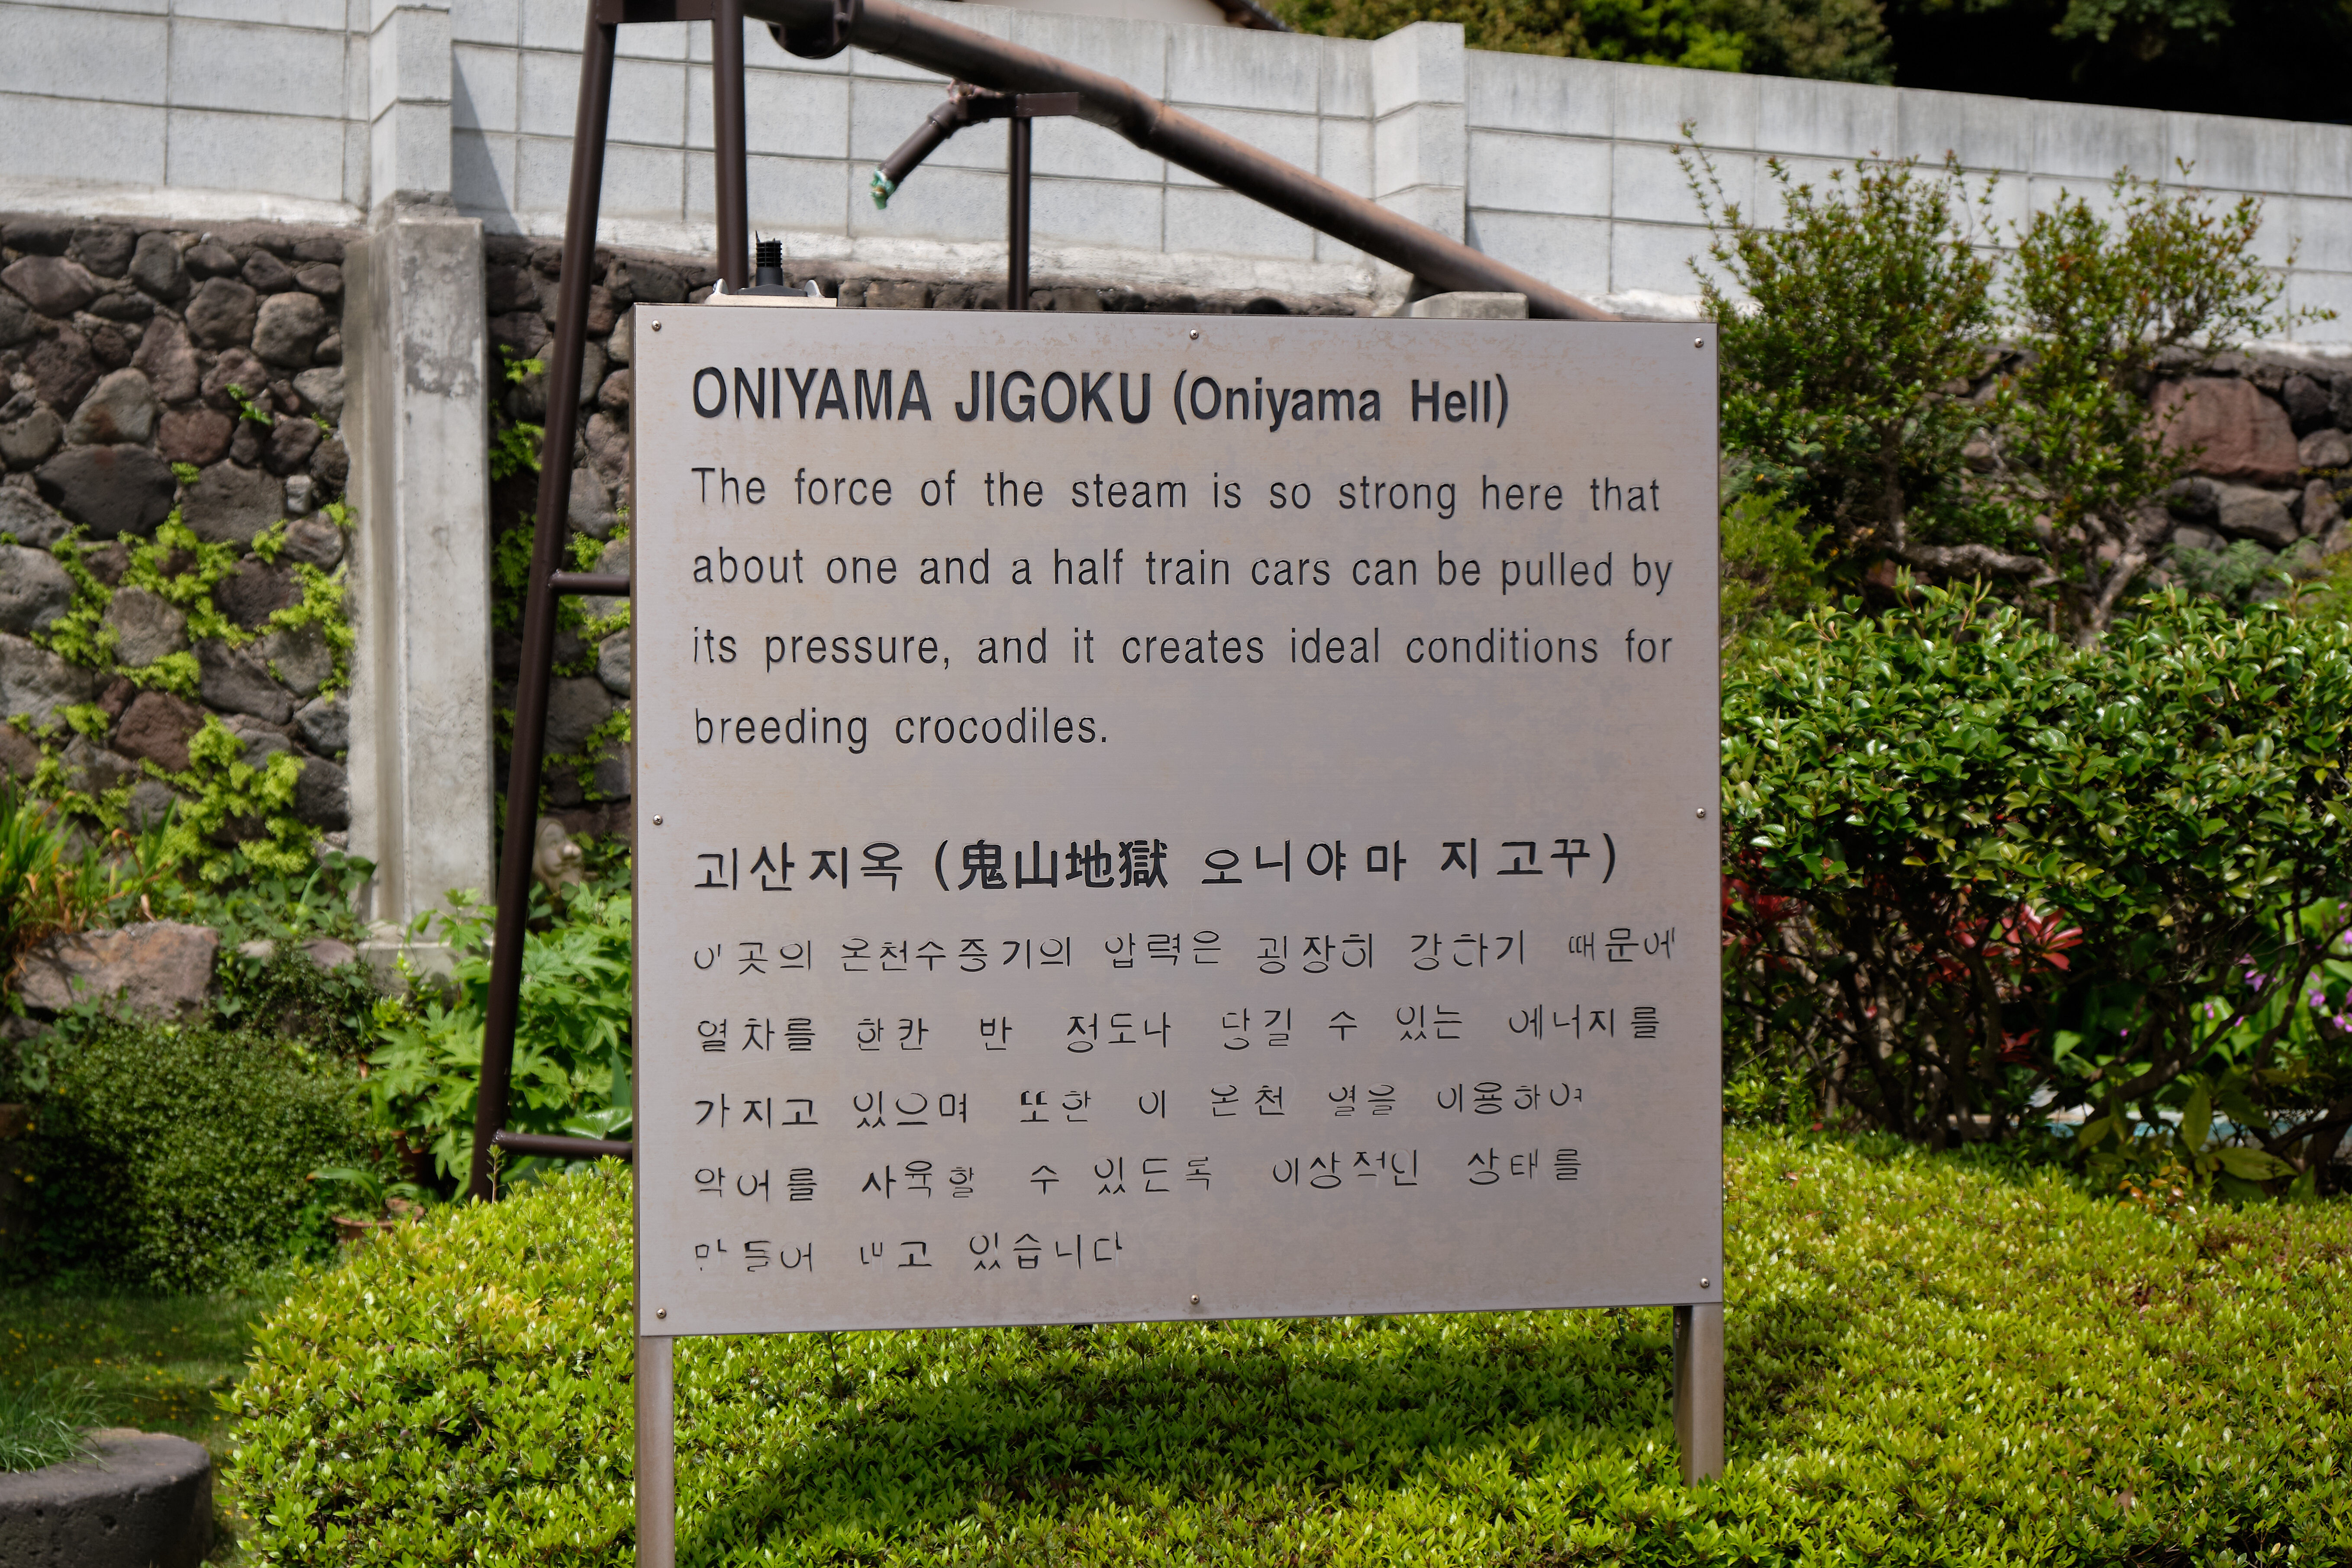 ONIYAMA JIGOKU (Oniyama Hell)
The force of the steam is so strong here that
about one and a half train cars can be pulled by
its pressure, and it creates ideal conditions for
breeding crocodiles.
괴산지옥 (鬼山地獄 오니야마 지고꾸)
이곳의 온천수증기의 압력은 굉장히 강하기 때문에
열차를 한칸 반 정도나 당길 수 있는 에너지를
가지고 있으며 또한 이 온천 열을 이용하여
악어를 사육할 수 있든록 이상적인 상태를
만들어 내고 있습니다